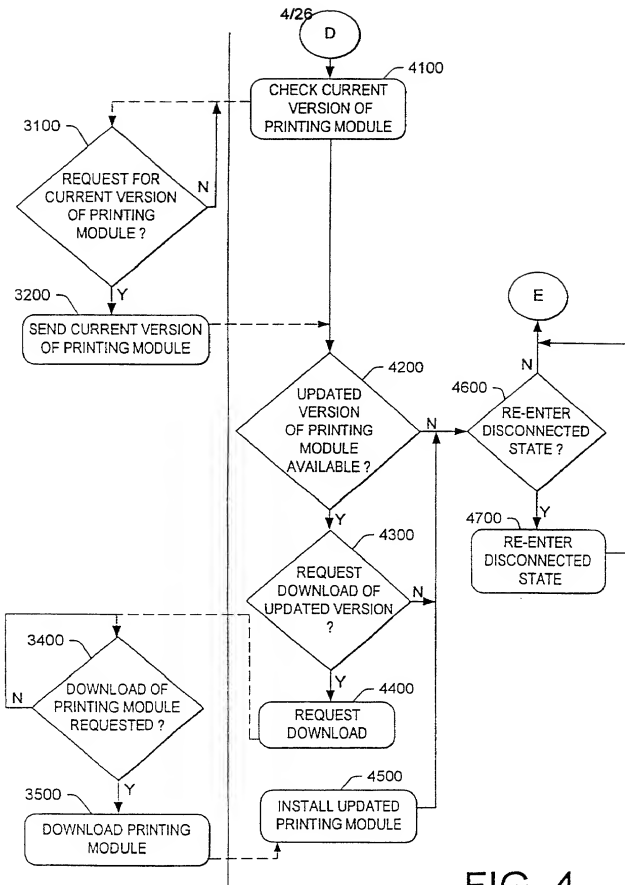 4/26
D
4100
CHECK CURRENT
VERSION OF
PRINTING MODULE
3100
REQUEST FOR
CURRENT VERSION
OF PRINTING
MODULE ?
N
Y
3200
SEND CURRENT VERSION
OF PRINTING MODULE
E
4200
UPDATED
VERSION
OF PRINTING
MODULE
AVAILABLE ?
N
Y
4600
N
RE-ENTER
DISCONNECTED
STATE ?
Y
4700
RE-ENTER
DISCONNECTED
STATE
4300
REQUEST
DOWNLOAD OF
UPDATED VERSION
?
N
Y
4400
REQUEST
DOWNLOAD
3400
DOWNLOAD OF
PRINTING MODULE
REQUESTED ?
N
Y
3500
DOWNLOAD PRINTING
MODULE
4500
INSTALL UPDATED
PRINTING MODULE
FIG. 4